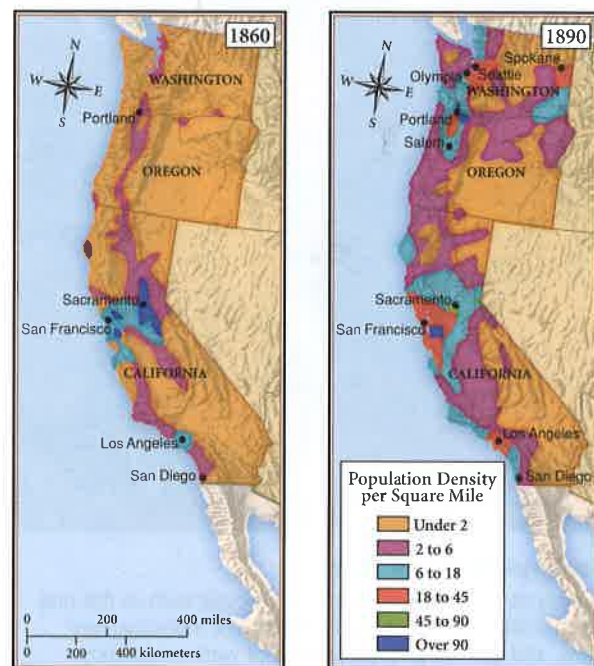 1860
N
W
E
S
WASHINGTON
Portland
OREGON
Sacramento
San Francisco
CALIFORNIA
Los Angeles
San Diego
0 200 400 miles
0 200 400 kilometers
1890
N
W
E
S
Spokane
Olympia
Seattle
WASHINGTON
Portland
Salem
OREGON
Sacramento
San Francisco
CALIFORNIA
Los Angeles
San Diego
Population Density
per Square Mile
Under 2
2 to 6
6 to 18
18 to 45
45 to 90
Over 90